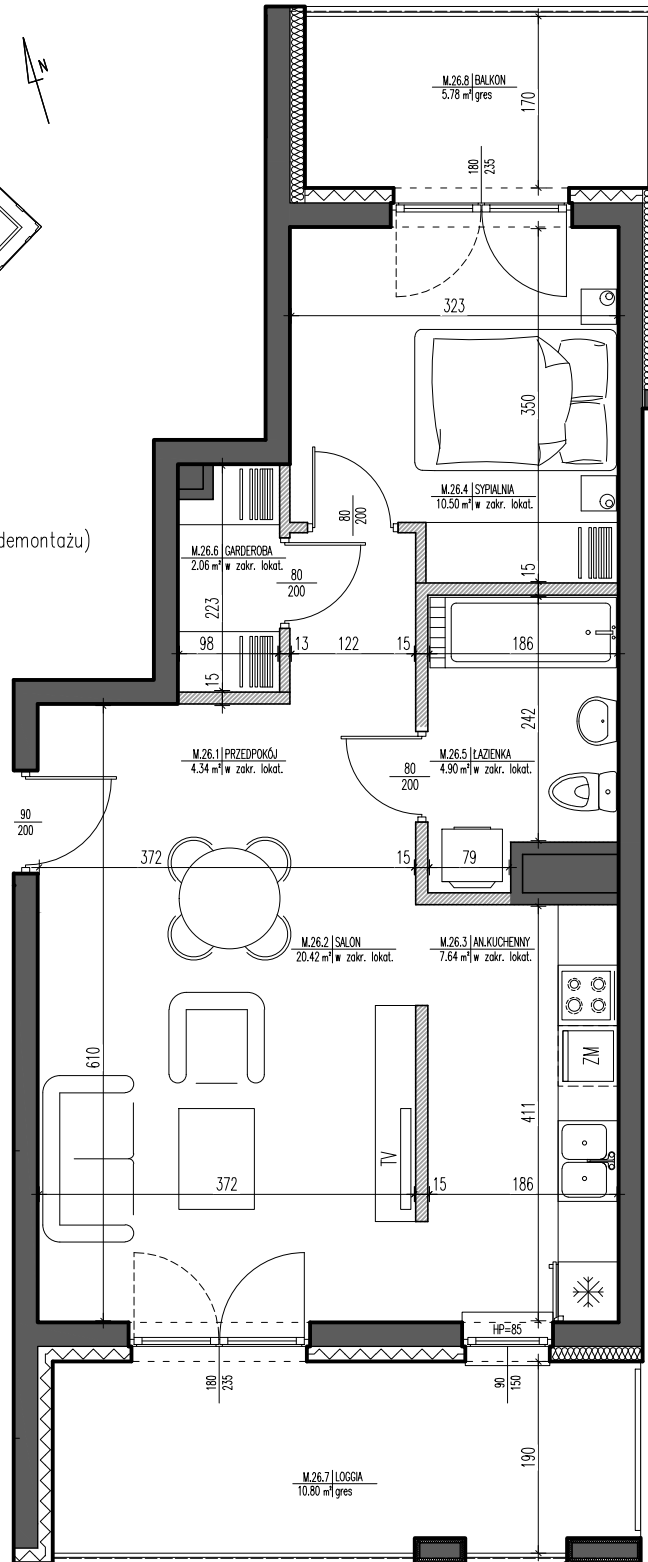 N
M.26.8 BALKON
5.78 m² gres
170
180
235
323
350
M.26.4 SYPIALNIA
10.50 m² w zakr. lokat.
80
200
demontażu)
M.26.6 GARDEROBA
2.06 m² w zakr. lokat.
80
200
15
223
98
13
122
15
186
15
242
M.26.1 PRZEDPOKÓJ
4.34 m² w zakr. lokat.
M.26.5 ŁAZIENKA
4.90 m² w zakr. lokat.
80
200
90
200
372
15
79
M.26.2 SALON
20.42 m² w zakr. lokat.
M.26.3 AN.KUCHENNY
7.64 m² w zakr. lokat.
610
ZM
411
TV
372
15
186
HP=85
180
235
90
150
190
M.26.7 LOGGIA
10.80 m² gres